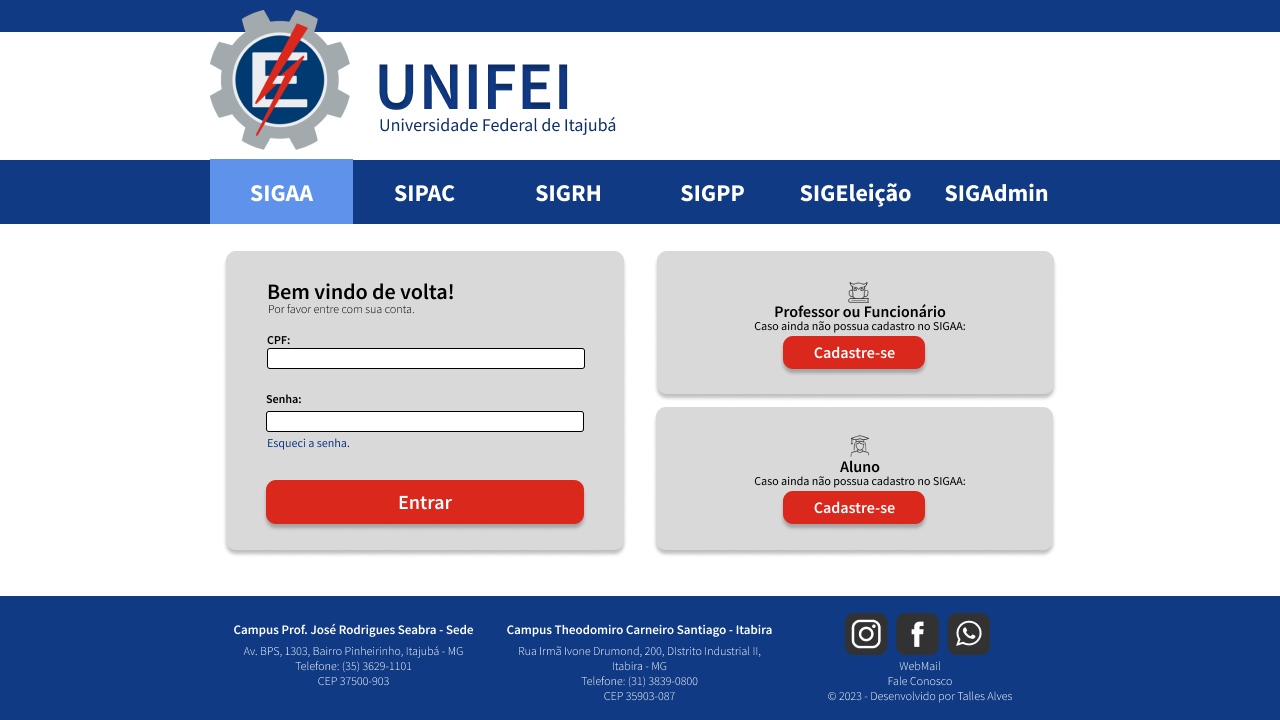 UNIFEI
Universidade Federal de Itajubá
SIGAA SIPAC SIGRH SIGPP SIGEleição SIGAdmin
Bem vindo de volta!
Por favor entre com sua conta.
CPF:
Senha:
Esqueci a senha.
Entrar
Professor ou Funcionário
Caso ainda não possua cadastro no SIGAA:
Cadastre-se
Aluno
Caso ainda não possua cadastro no SIGAA:
Cadastre-se
Campus Prof. José Rodrigues Seabra - Sede
Av. BPS, 1303, Bairro Pinheirinho, Itajubá - MG
Telefone: (35) 3629-1101
CEP 37500-903
Campus Theodomiro Carneiro Santiago - Itabira
Rua Irmã Ivone Drumond, 200, DIstrito Industrial II,
Itabira - MG
Telefone: (31) 3839-0800
CEP 35903-087
WebMail
Fale Conosco
© 2023 - Desenvolvido por Talles Alves